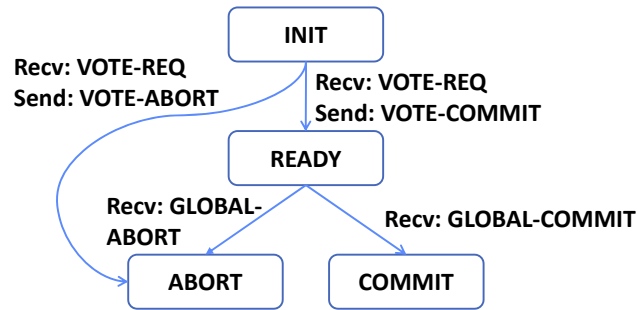 INIT
Recv: VOTE-REQ
Send: VOTE-ABORT
Recv: VOTE-REQ
Send: VOTE-COMMIT
READY
Recv: GLOBAL-
ABORT
Recv: GLOBAL-COMMIT
ABORT
COMMIT